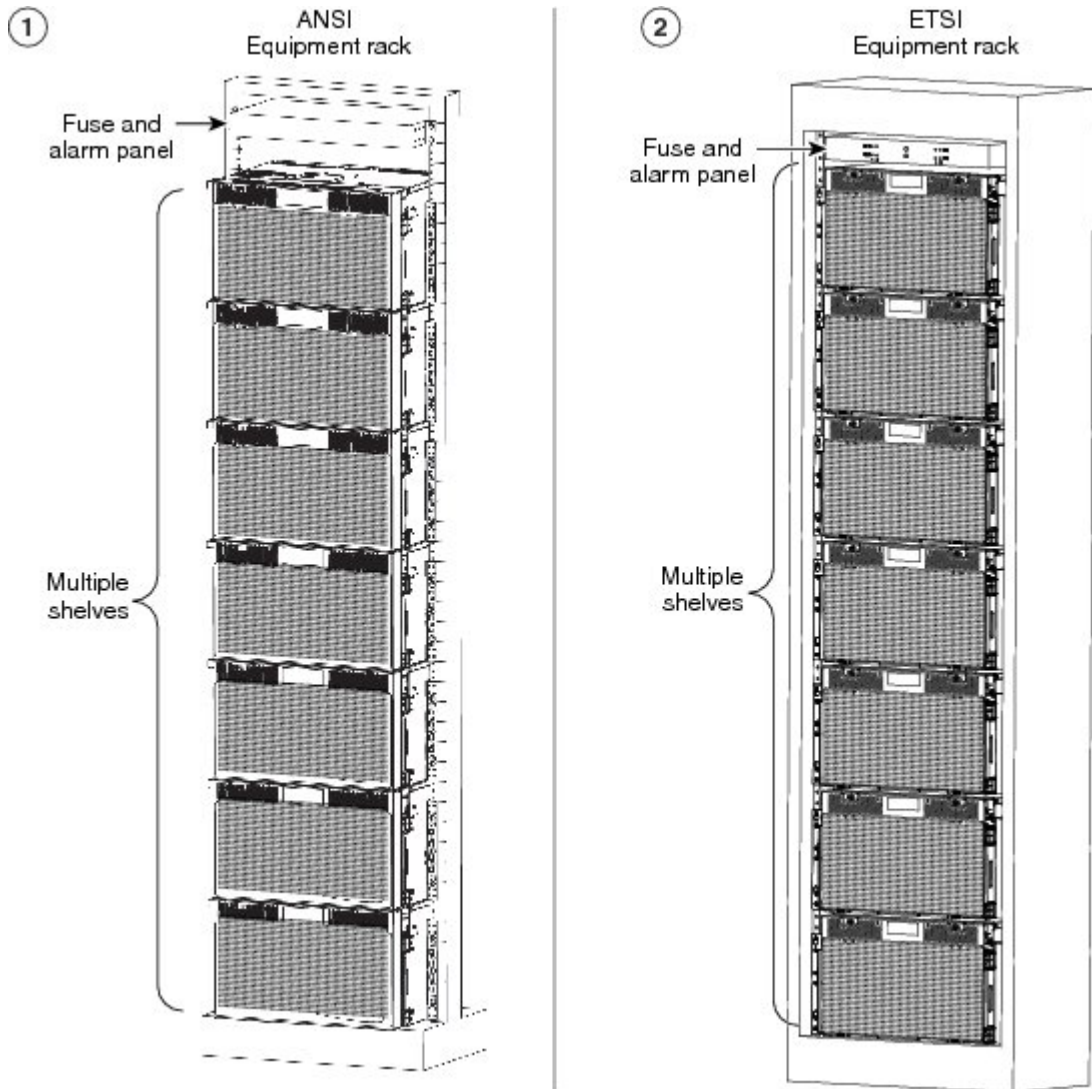 1
ANSI
Equipment rack
Fuse and
alarm panel
Multiple
shelves
2
ETSI
Equipment rack
Fuse and
alarm panel
Multiple
shelves